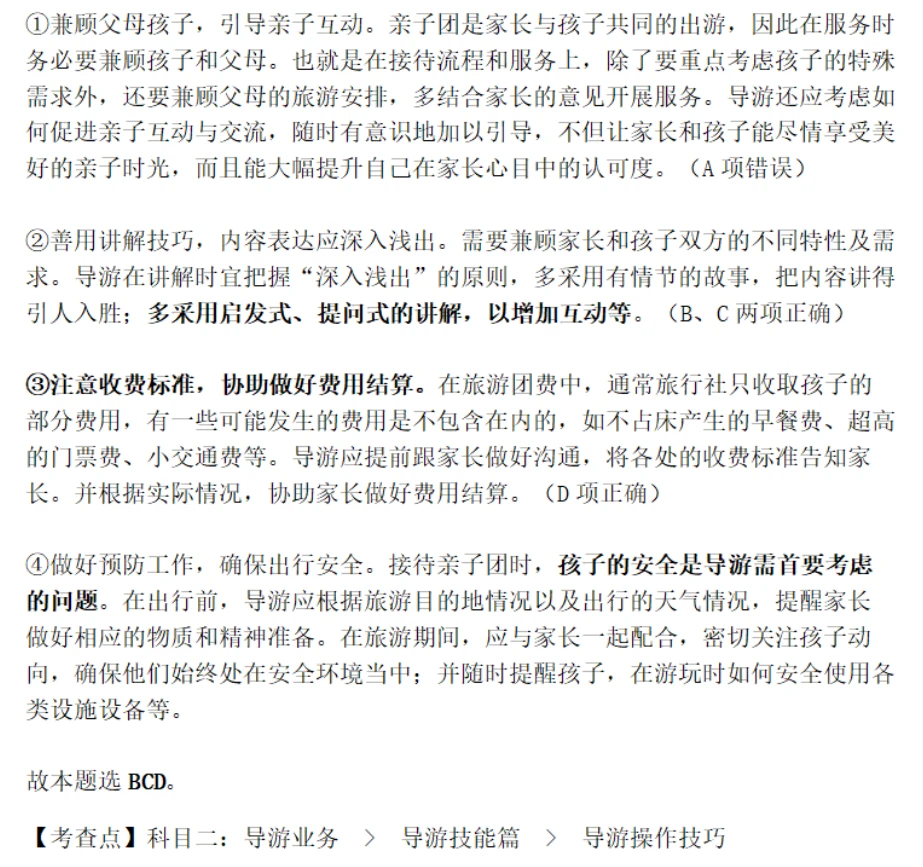 ①兼顾父母孩子，引导亲子互动。亲子团是家长与孩子共同的出游，因此在服务时
务必要兼顾孩子和父母。也就是在接待流程和服务上，除了要重点考虑孩子的特殊
需求外，还要兼顾父母的旅游安排，多结合家长的意见开展服务。导游还应考虑如
何促进亲子互动与交流，随时有意识地加以引导，不但让家长和孩子能尽情享受美
好的亲子时光，而且能大幅提升自己在家长心目中的认可度。（A 项错误）
②善用讲解技巧，内容表达应深入浅出。需要兼顾家长和孩子双方的不同特性及需
求。导游在讲解时宜把握“深入浅出”的原则，多采用有情节的故事，把内容讲得
引人入胜；多采用启发式、提问式的讲解，以增加互动等。（B、C 两项正确）
③注意收费标准，协助做好费用结算。在旅游团费中，通常旅行社只收取孩子的
部分费用，有一些可能发生的费用是不包含在内的，如不占床产生的早餐费、超高
的门票费、小交通费等。导游应提前跟家长做好沟通，将各处的收费标准告知家
长。并根据实际情况，协助家长做好费用结算。（D 项正确）
④做好预防工作，确保出行安全。接待亲子团时，孩子的安全是导游需首要考虑
的问题。在出行前，导游应根据旅游目的地情况以及出行的天气情况，提醒家长
做好相应的物质和精神准备。在旅游期间，应与家长一起配合，密切关注孩子动
向，确保他们始终处在安全环境当中；并随时提醒孩子，在游玩时如何安全使用各
类设施设备等。
故本题选 BCD。
【考查点】科目二：导游业务 > 导游技能篇 > 导游操作技巧